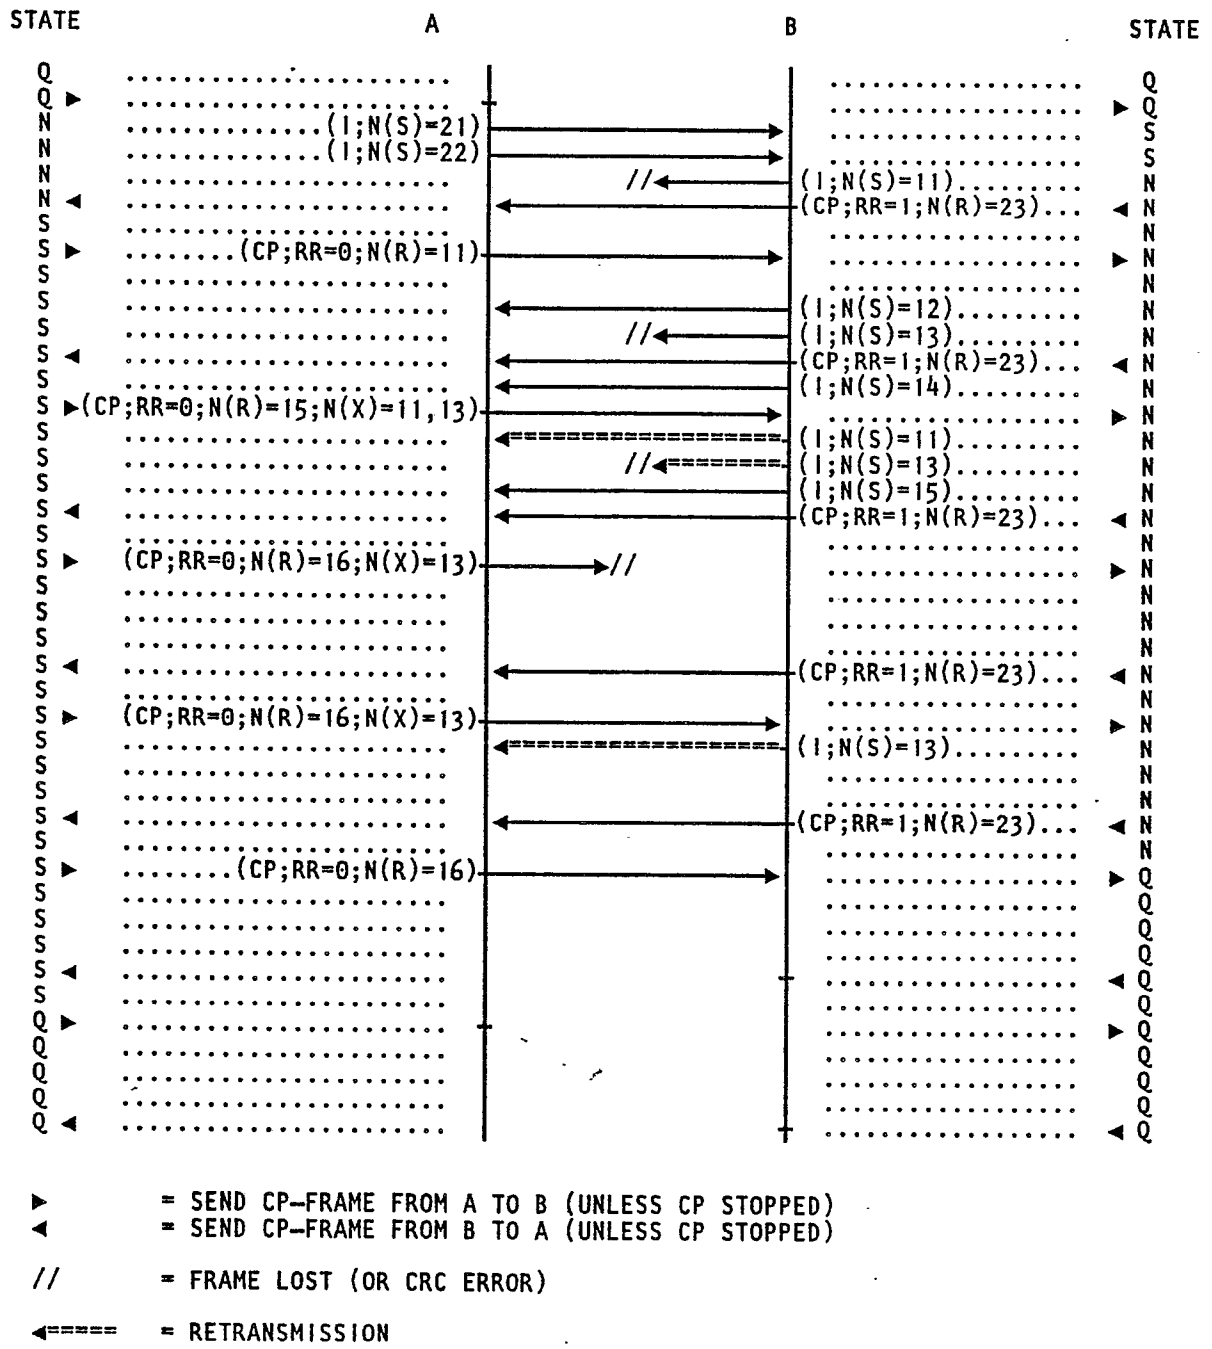 STATE A B STATE
Q Q
Q ► ► Q
N (I;N(S)=21) S
N (I;N(S)=22) S
N // (I;N(S)=11) N
N ◄ (CP;RR=1;N(R)=23)... ◄ N
S N
S ► (CP;RR=0;N(R)=11) ► N
S N
S (I;N(S)=12) N
S // (I;N(S)=13) N
S ◄ (CP;RR=1;N(R)=23)... ◄ N
S (I;N(S)=14) N
S ► (CP;RR=0;N(R)=15;N(X)=11,13) ► N
S (I;N(S)=11) N
S // (I;N(S)=13) N
S (I;N(S)=15) N
S ◄ (CP;RR=1;N(R)=23)... ◄ N
S N
S ► (CP;RR=0;N(R)=16;N(X)=13) // ► N
S N
S N
S N
S ◄ (CP;RR=1;N(R)=23)... ◄ N
S N
S ► (CP;RR=0;N(R)=16;N(X)=13) ► N
S (I;N(S)=13) N
S N
S N
S ◄ (CP;RR=1;N(R)=23)... ◄ N
S N
S ► (CP;RR=0;N(R)=16) ► Q
S Q
S Q
S Q
S ◄ ◄ Q
S Q
Q ► ► Q
Q Q
Q Q
Q Q
Q ◄ ◄ Q
► = SEND CP-FRAME FROM A TO B (UNLESS CP STOPPED)
◄ = SEND CP-FRAME FROM B TO A (UNLESS CP STOPPED)
// = FRAME LOST (OR CRC ERROR)
◄===== = RETRANSMISSION